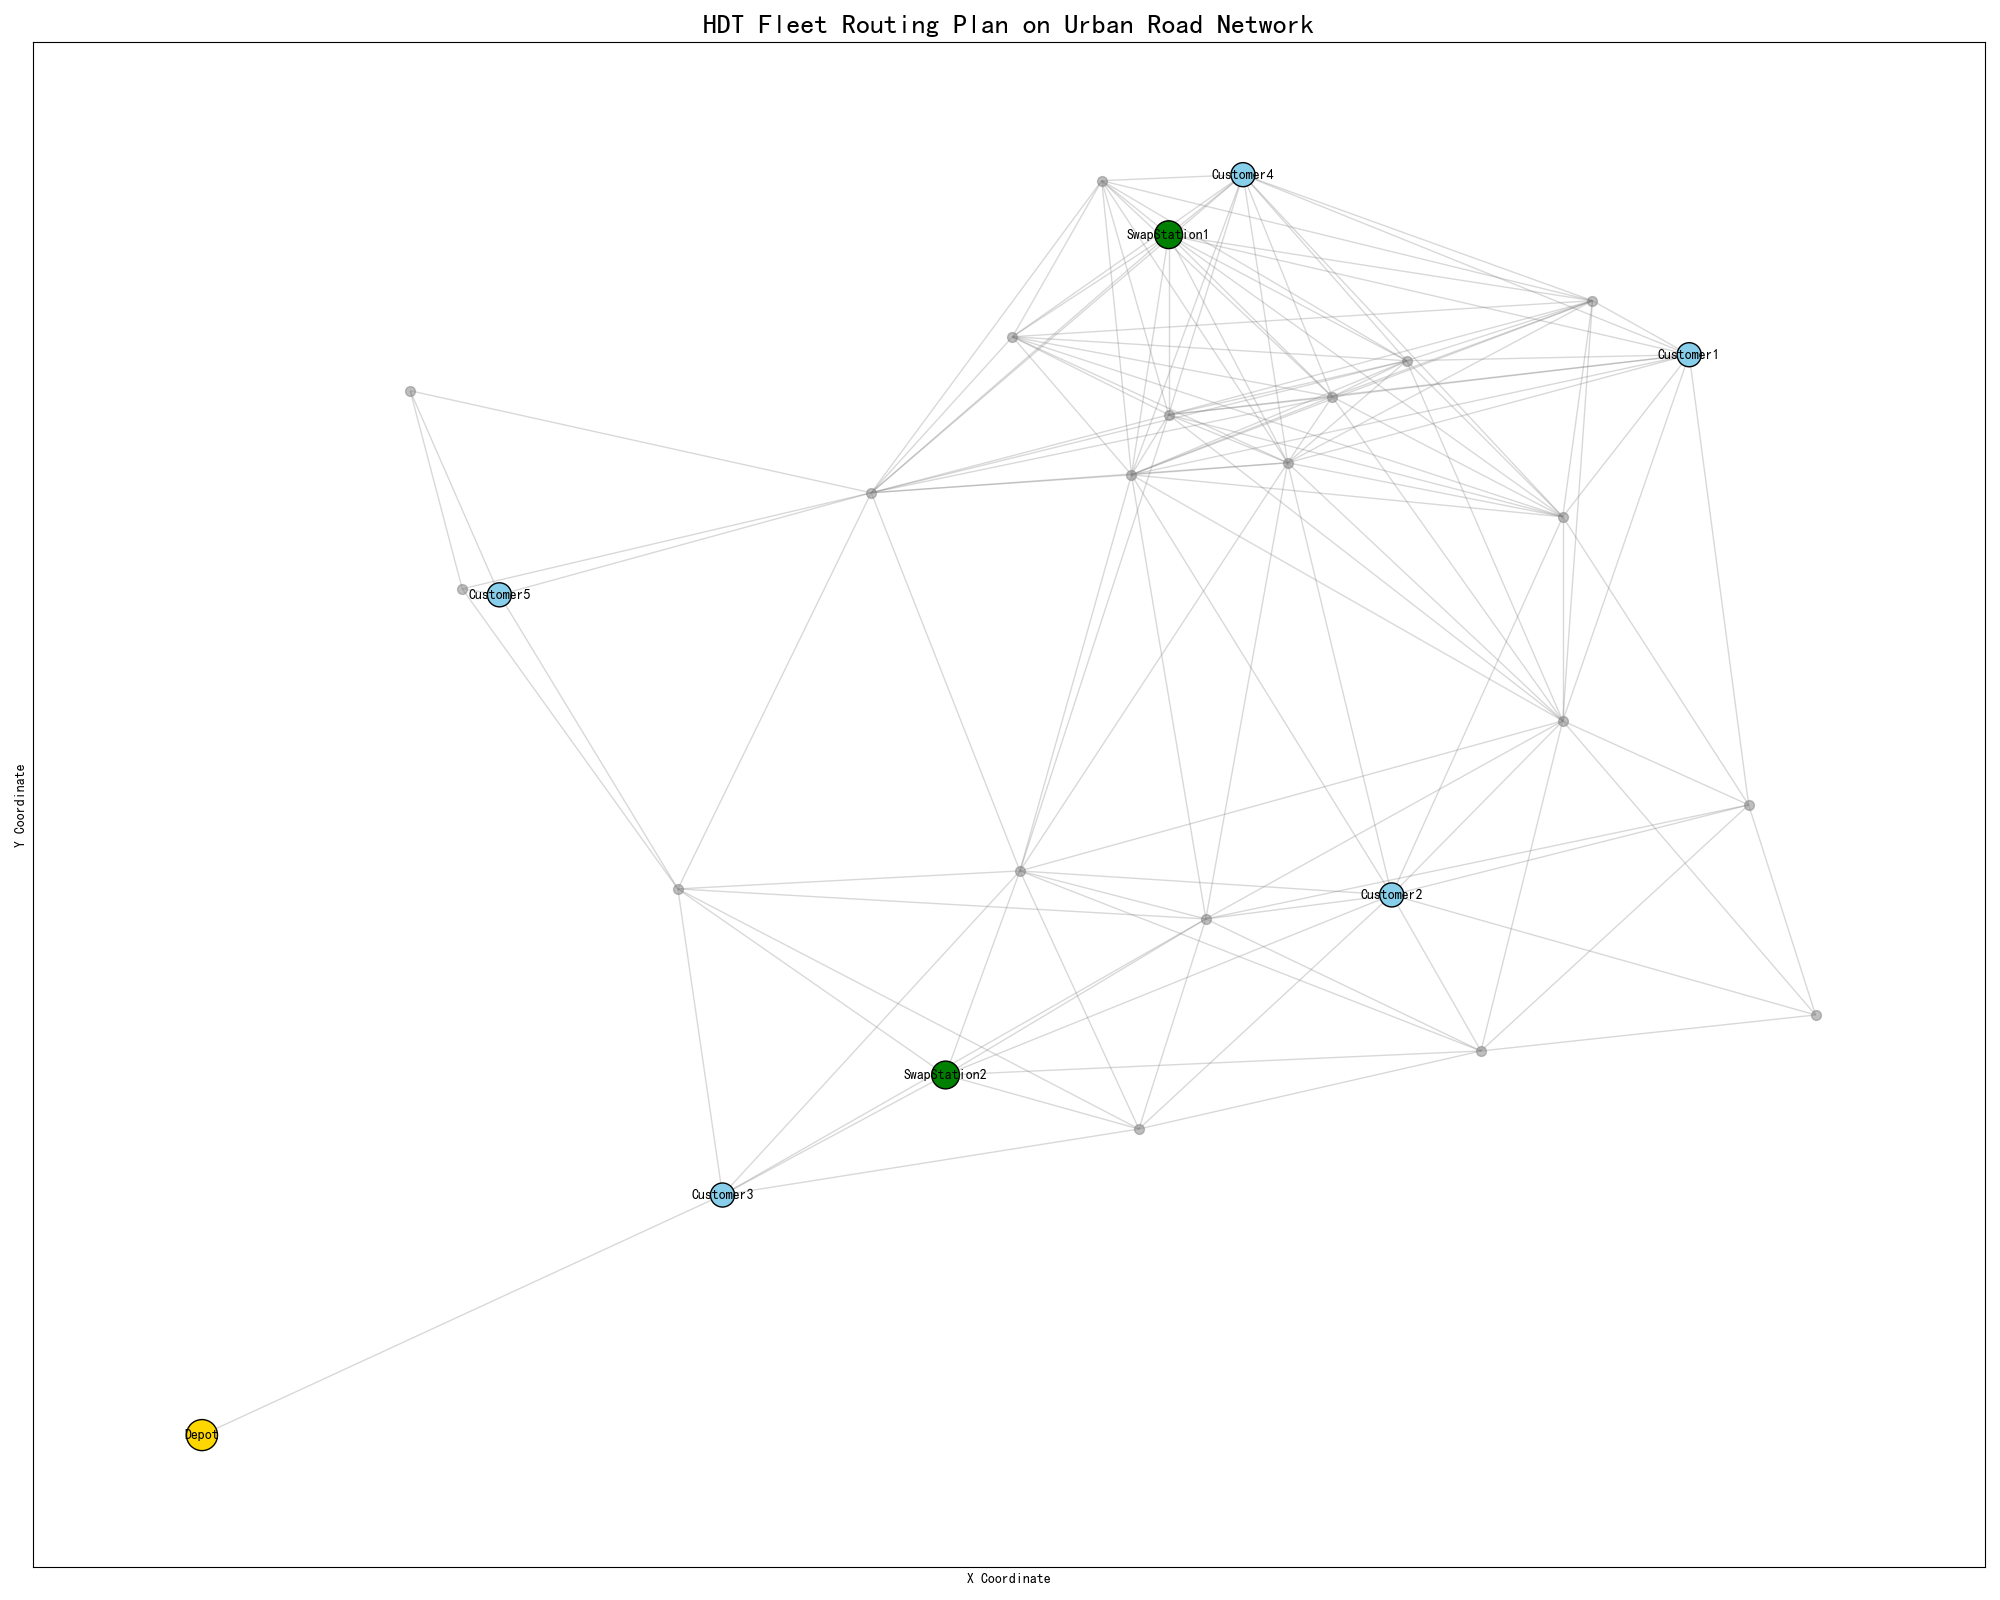 HDT Fleet Routing Plan on Urban Road Network
Customer4
SwapStation1
Customer1
Customer5
Y Coordinate
Customer2
SwapStation2
Customer3
Depot
X Coordinate